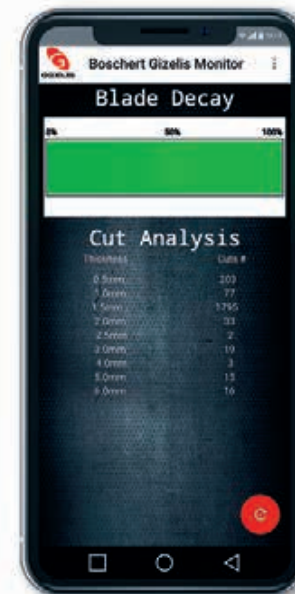 GIZELIS
Boschert Gizelis Monitor
Blade Decay
0% 50% 100%
Cut Analysis
Thickness Cuts #
0.5mm 203
1.0mm 77
1.5mm 1795
2.0mm 33
2.5mm 2
3.0mm 19
4.0mm 3
5.0mm 15
6.0mm 16